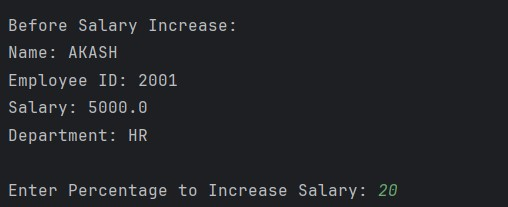 Before Salary Increase:
Name: AKASH
Employee ID: 2001
Salary: 5000.0
Department: HR
Enter Percentage to Increase Salary: 20